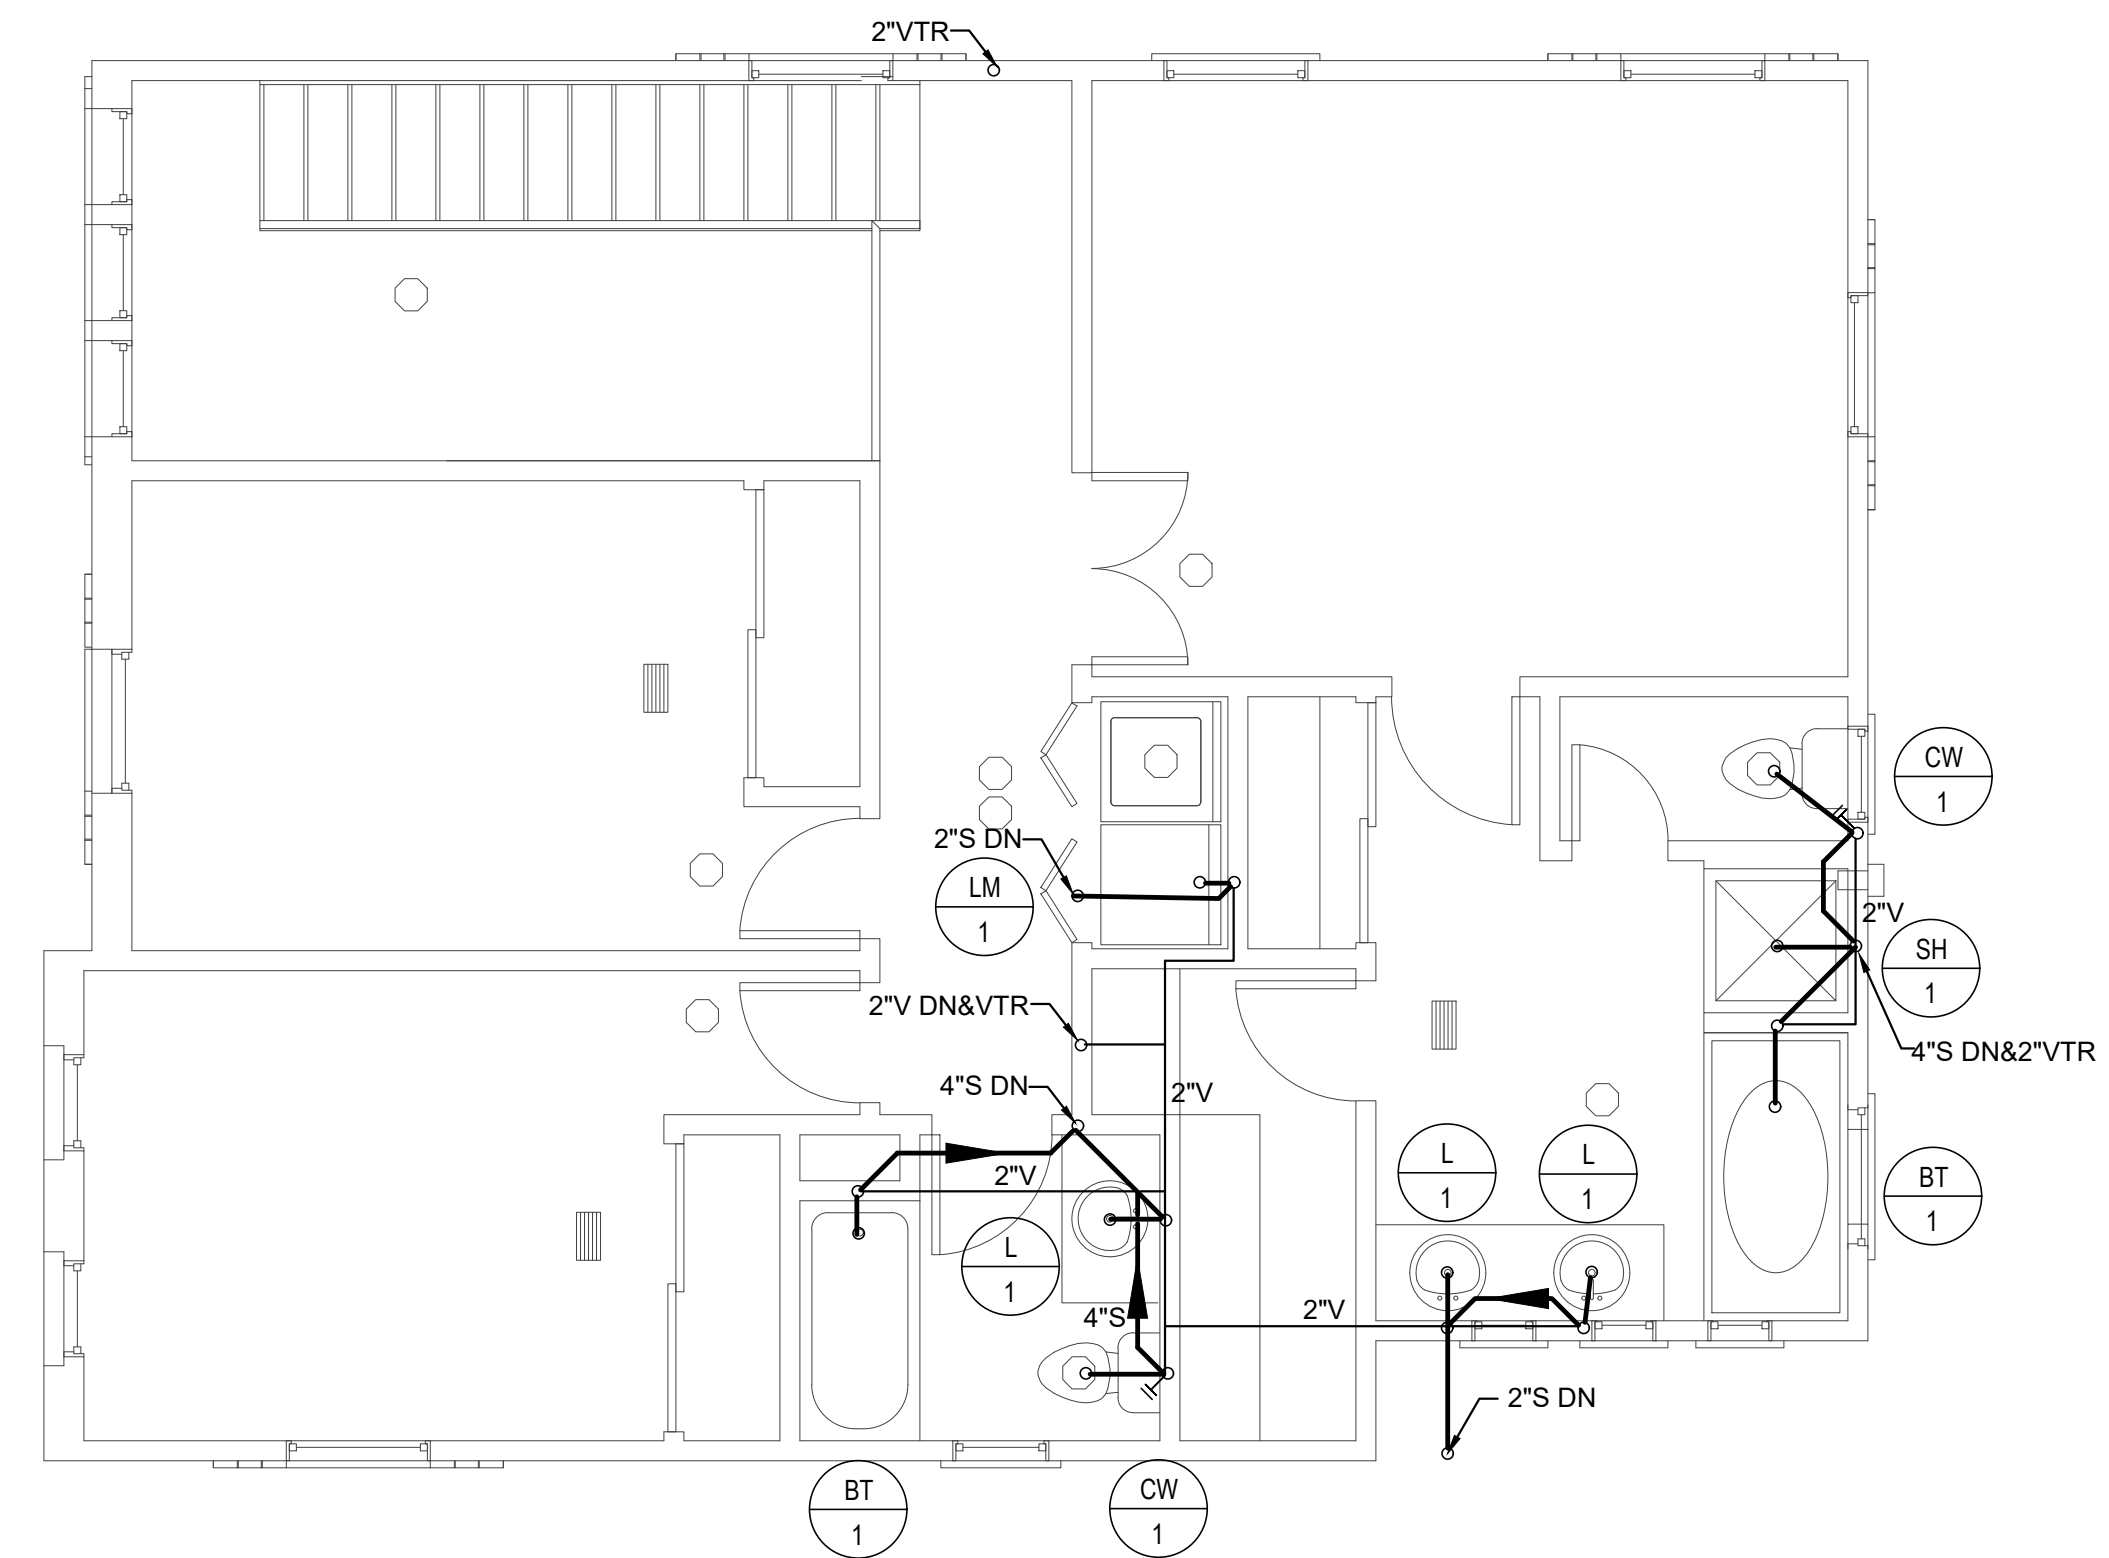 2"VTR
CW
1
2"S DN
LM
1
2"V
SH
1
2"V DN&VTR
4"S DN&2"VTR
4"S DN
2"V
L
1
L
1
BT
1
2"V
L
1
4"S
2"V
2"S DN
BT
1
CW
1